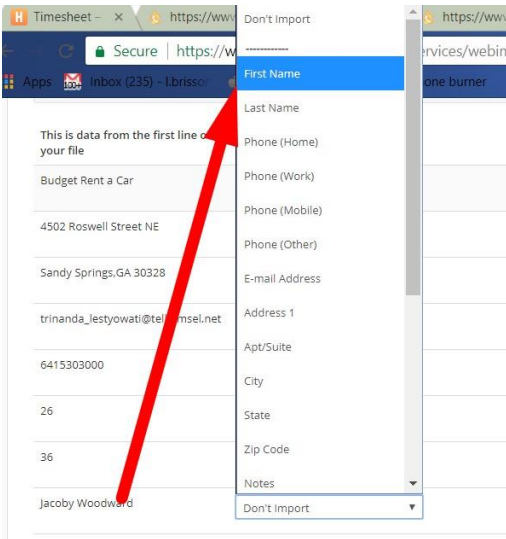 H Timesheet – × https://www https://www
C Secure | https://w ervices/webin
Apps 100+ Inbox (235) - l.brisson one burner
This is data from the first line o
your file
Budget Rent a Car
4502 Roswell Street NE
Sandy Springs,GA 30328
trinanda_lestyowati@tel msel.net
6415303000
26
36
Jacoby Woodward
Don't Import
------------
First Name
Last Name
Phone (Home)
Phone (Work)
Phone (Mobile)
Phone (Other)
E-mail Address
Address 1
Apt/Suite
City
State
Zip Code
Notes
Don't Import